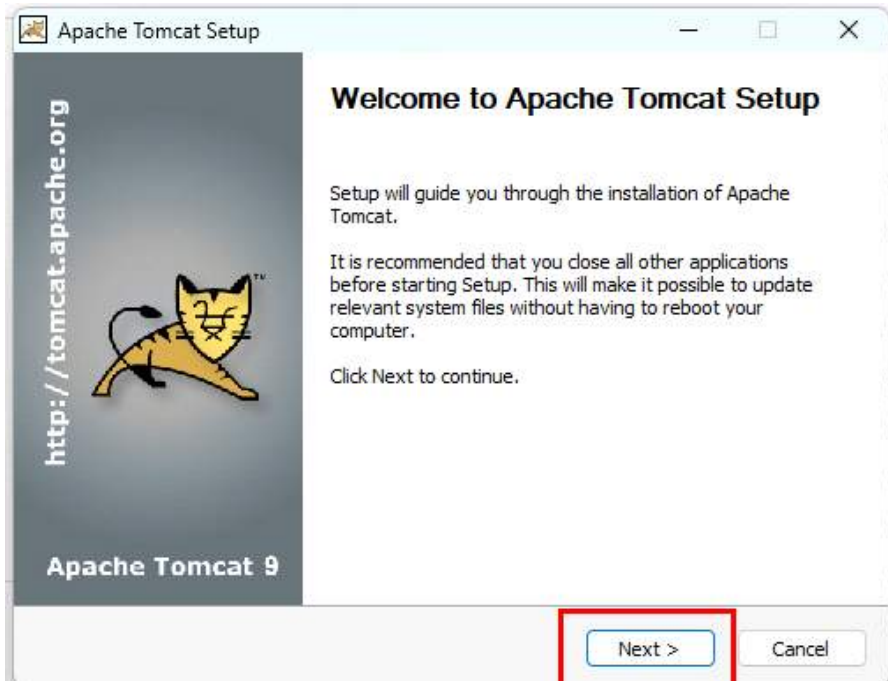 Apache Tomcat Setup
http://tomcat.apache.org
Apache Tomcat 9
Welcome to Apache Tomcat Setup
Setup will guide you through the installation of Apache
Tomcat.
It is recommended that you close all other applications
before starting Setup. This will make it possible to update
relevant system files without having to reboot your
computer.
Click Next to continue.
Next >
Cancel
TM